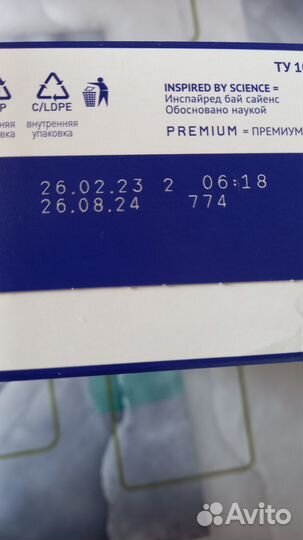 ТУ 10
INSPIRED BY SCIENCE =
Инспайред бай сайенс
Обосновано наукой
PREMIUM = ПРЕМИУМ
P
C/LDPE
няя
вка
внутренняя
упаковка
26.02.23 2 06:18
26.08.24 774
Avito